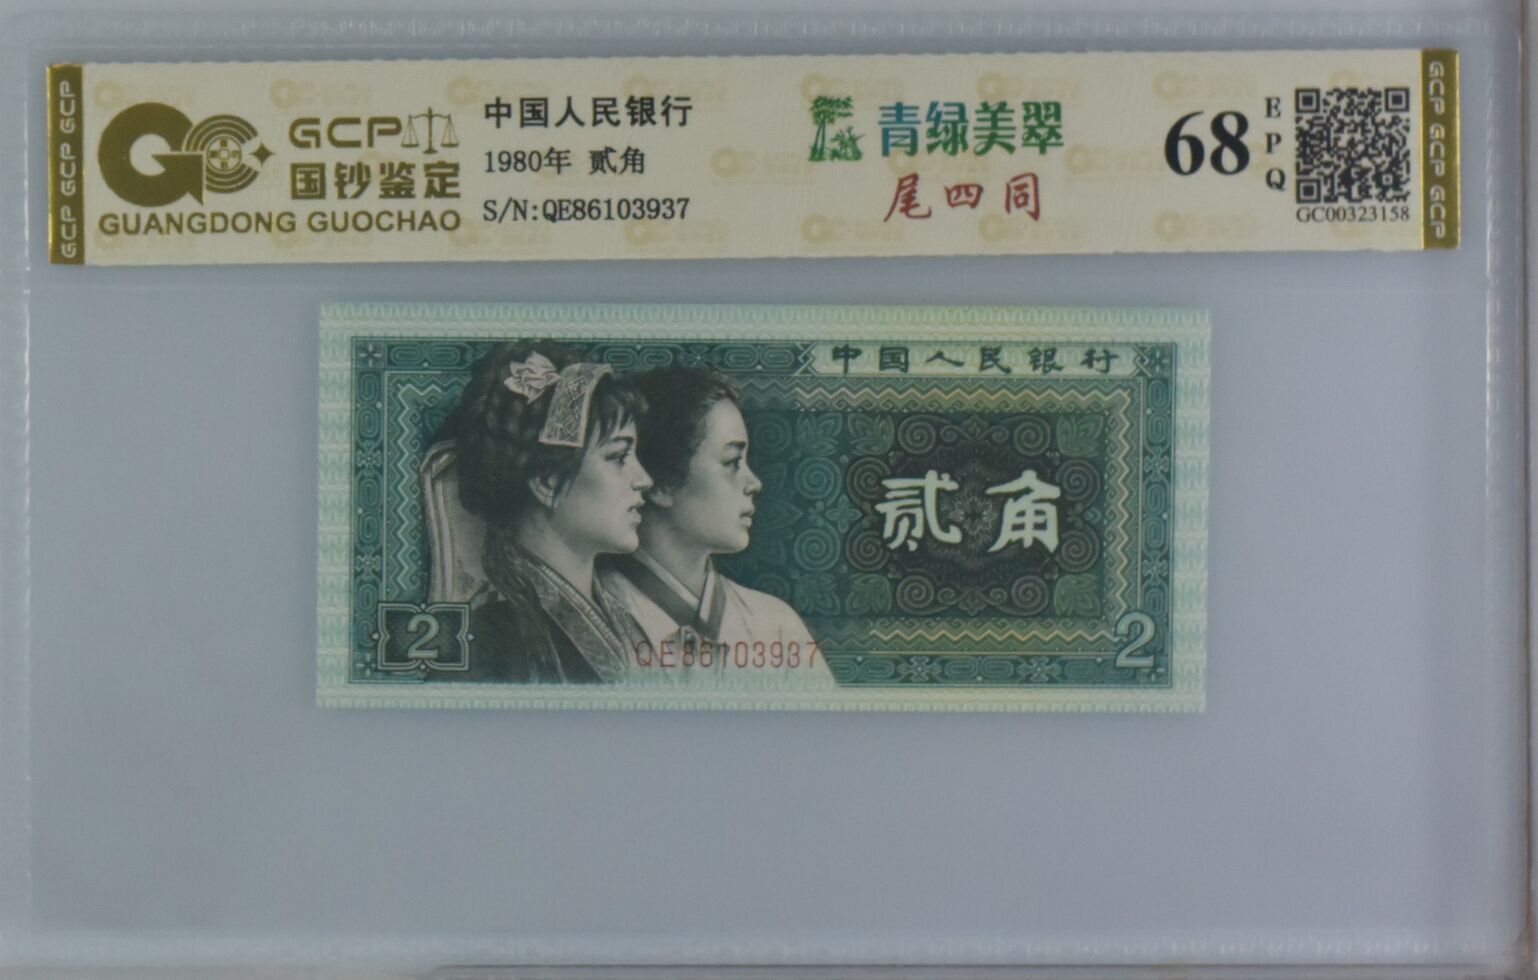 GCP GCP GCP
GCP
国钞鉴定
GUANGDONG GUOCHAO
中国人民银行
1980年 贰角
S/N:QE86103937
青绿美翠
尾四同
68
E
P
Q
GC00323158
GCP GCP GCP
中国人民银行
贰角
2
QE86103937
2